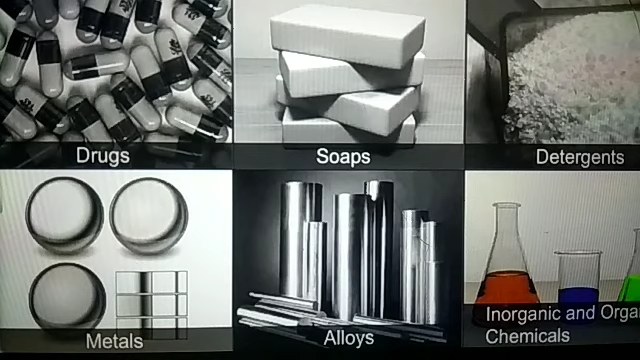 Drugs
Soaps
Detergents
Metals
Alloys
Inorganic and Orga
Chemicals